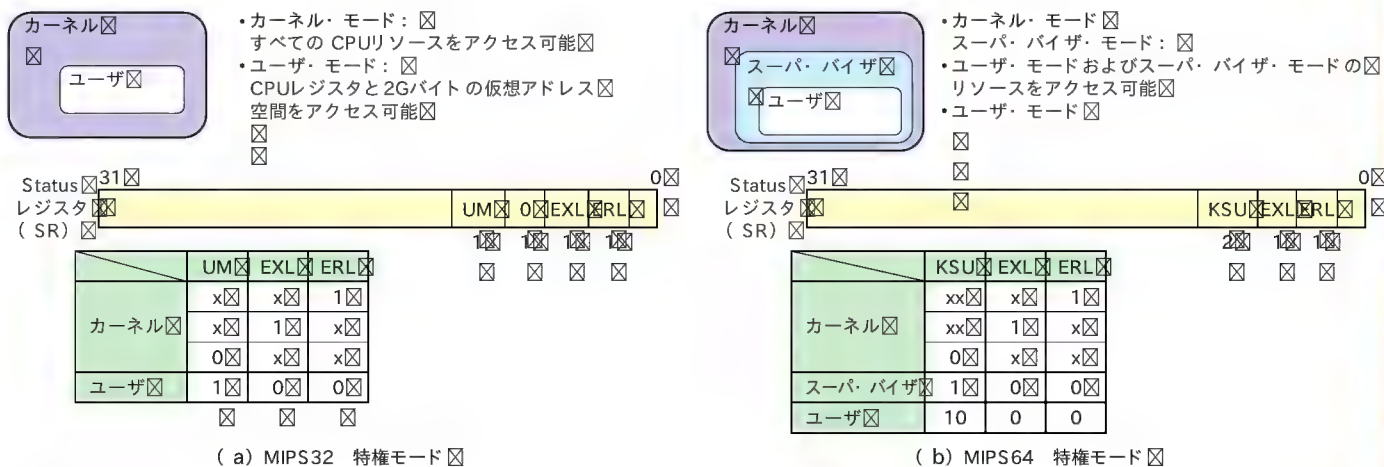 カーネル
ユーザ
・カーネル・モード：
すべての CPUリソースをアクセス可能
・ユーザ・モード：
CPUレジスタと2Gバイトの仮想アドレス
空間をアクセス可能
Status
レジスタ
(SR)
31
0
UM 0 EXL ERL
1 1 1 1
UM EXL ERL
カーネル
x x 1
x 1 x
0 x x
ユーザ 1 0 0
(a) MIPS32 特権モード
カーネル
スーパ・バイザ
ユーザ
・カーネル・モード
スーパ・バイザ・モード：
・ユーザ・モードおよびスーパ・バイザ・モードの
リソースをアクセス可能
・ユーザ・モード
Status
レジスタ
(SR)
31
0
KSU EXL ERL
2 1 1
KSU EXL ERL
カーネル
xx x 1
xx 1 x
0 x x
スーパ・バイザ 1 0 0
ユーザ 10 0 0
(b) MIPS64 特権モード